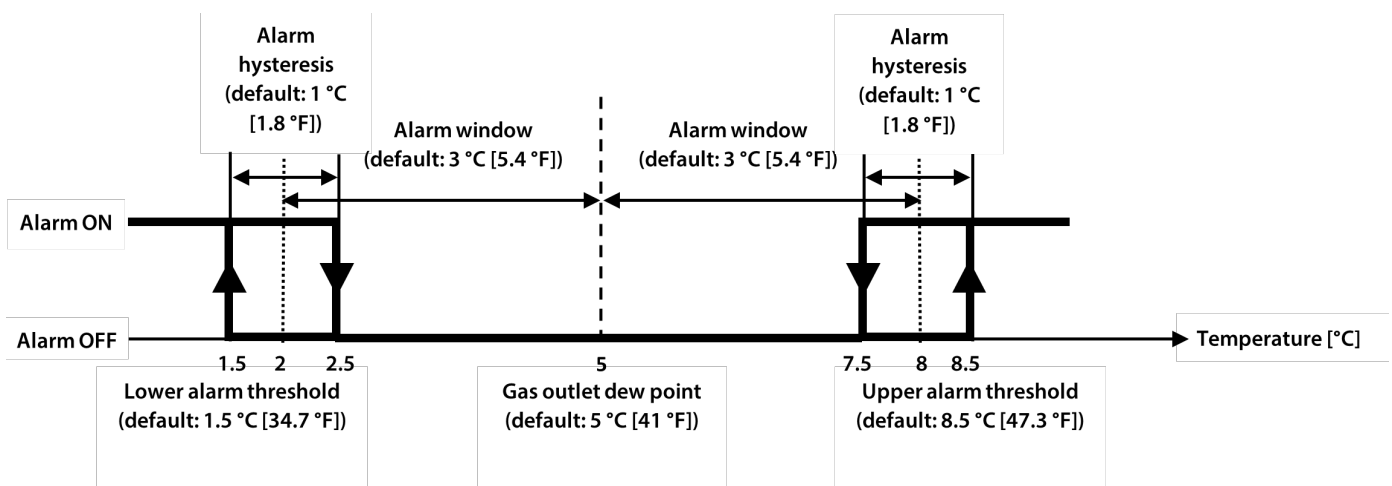 Alarm
hysteresis
(default: 1 °C
[1.8 °F])
Alarm window
(default: 3 °C [5.4 °F])
Alarm window
(default: 3 °C [5.4 °F])
Alarm
hysteresis
(default: 1 °C
[1.8 °F])
Alarm ON
Alarm OFF
Temperature [°C]
1.5 2 2.5 5 7.5 8 8.5
Lower alarm threshold
(default: 1.5 °C [34.7 °F])
Gas outlet dew point
(default: 5 °C [41 °F])
Upper alarm threshold
(default: 8.5 °C [47.3 °F])